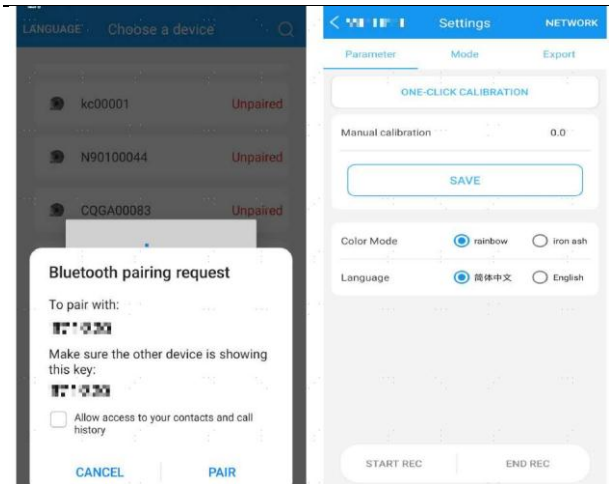 LANGUAGE Choose a device
kc00001 Unpaired
N90100044 Unpaired
CQGA00083 Unpaired
Bluetooth pairing request
To pair with:
Make sure the other device is showing
this key:
Allow access to your contacts and call
history
CANCEL PAIR
Settings NETWORK
Parameter Mode Export
ONE-CLICK CALIBRATION
Manual calibration 0.0
SAVE
Color Mode rainbow iron ash
Language 简体中文 English
START REC END REC